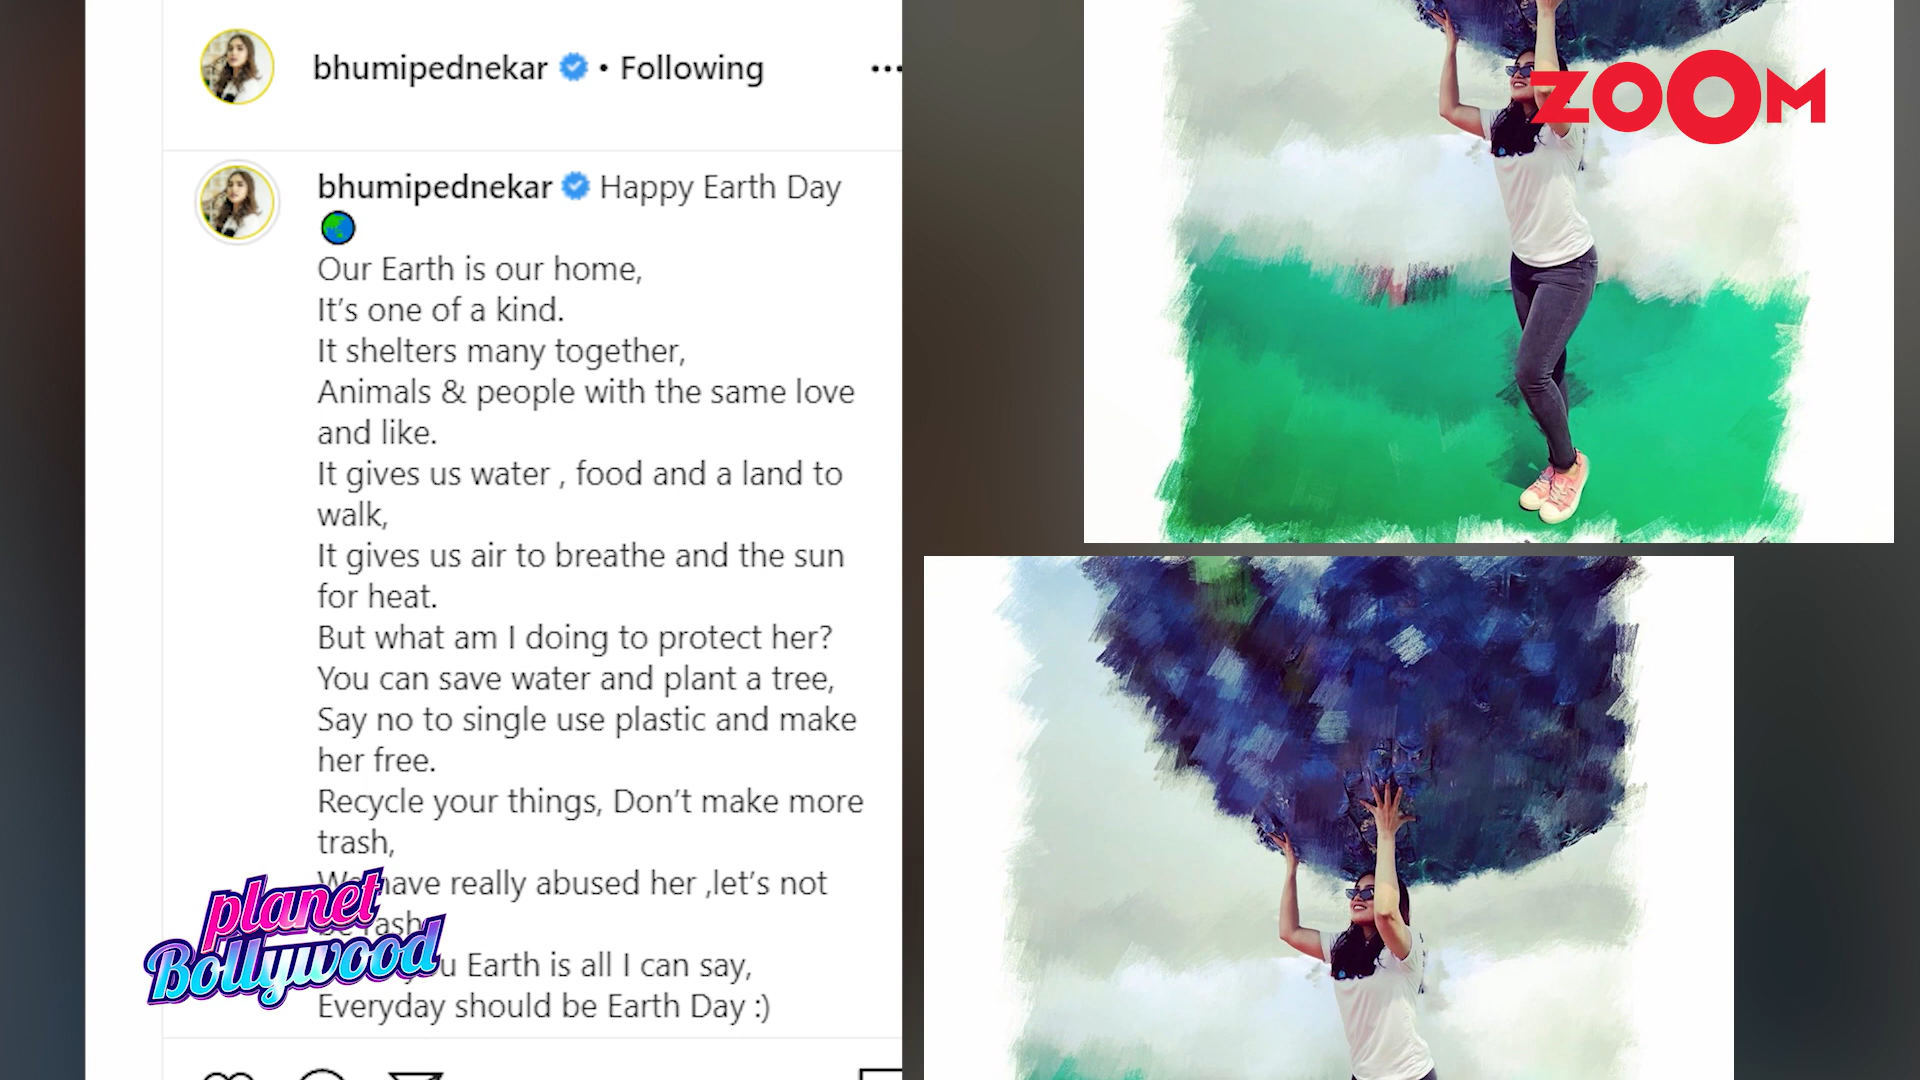 bhumipednekar • Following
bhumipednekar Happy Earth Day
Our Earth is our home,
It’s one of a kind.
It shelters many together,
Animals & people with the same love
and like.
It gives us water , food and a land to
walk,
It gives us air to breathe and the sun
for heat.
But what am I doing to protect her?
You can save water and plant a tree,
Say no to single use plastic and make
her free.
Recycle your things, Don’t make more
trash,
We have really abused her ,let’s not
be rash
Earth is all I can say,
Everyday should be Earth Day :)
planet
Bollywood
ZOOM